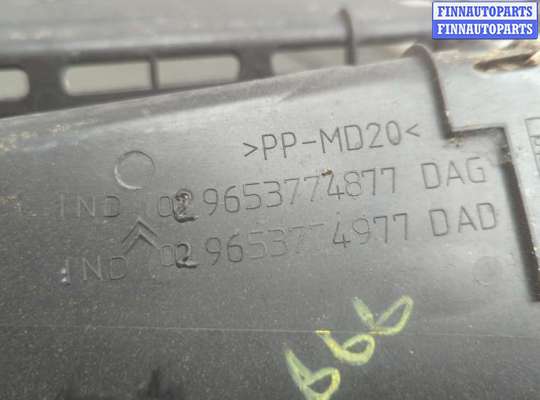 FINNAUTOPARTS
FINNAUTOPARTS
>PP-MD20<
IND 02 9653774877 DAG
IND 02 9653774977 DAD